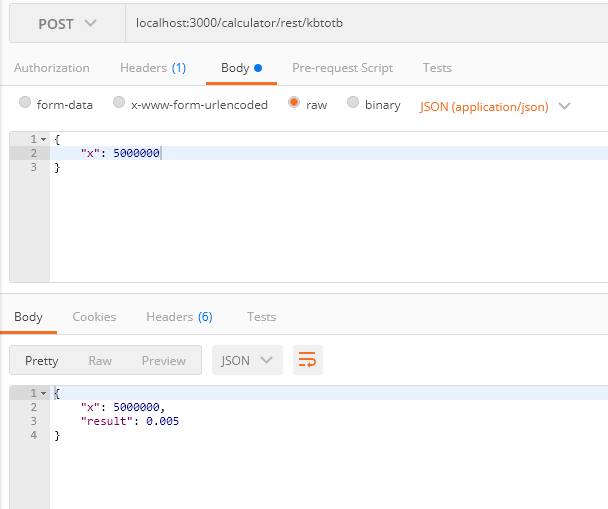 POST localhost:3000/calculator/rest/kbtotb
Authorization Headers (1) Body Pre-request Script Tests
form-data x-www-form-urlencoded raw binary JSON (application/json)
1 {
2 "x": 5000000
3 }
Body Cookies Headers (6) Tests
Pretty Raw Preview JSON
1 {
2 "x": 5000000,
3 "result": 0.005
4 }